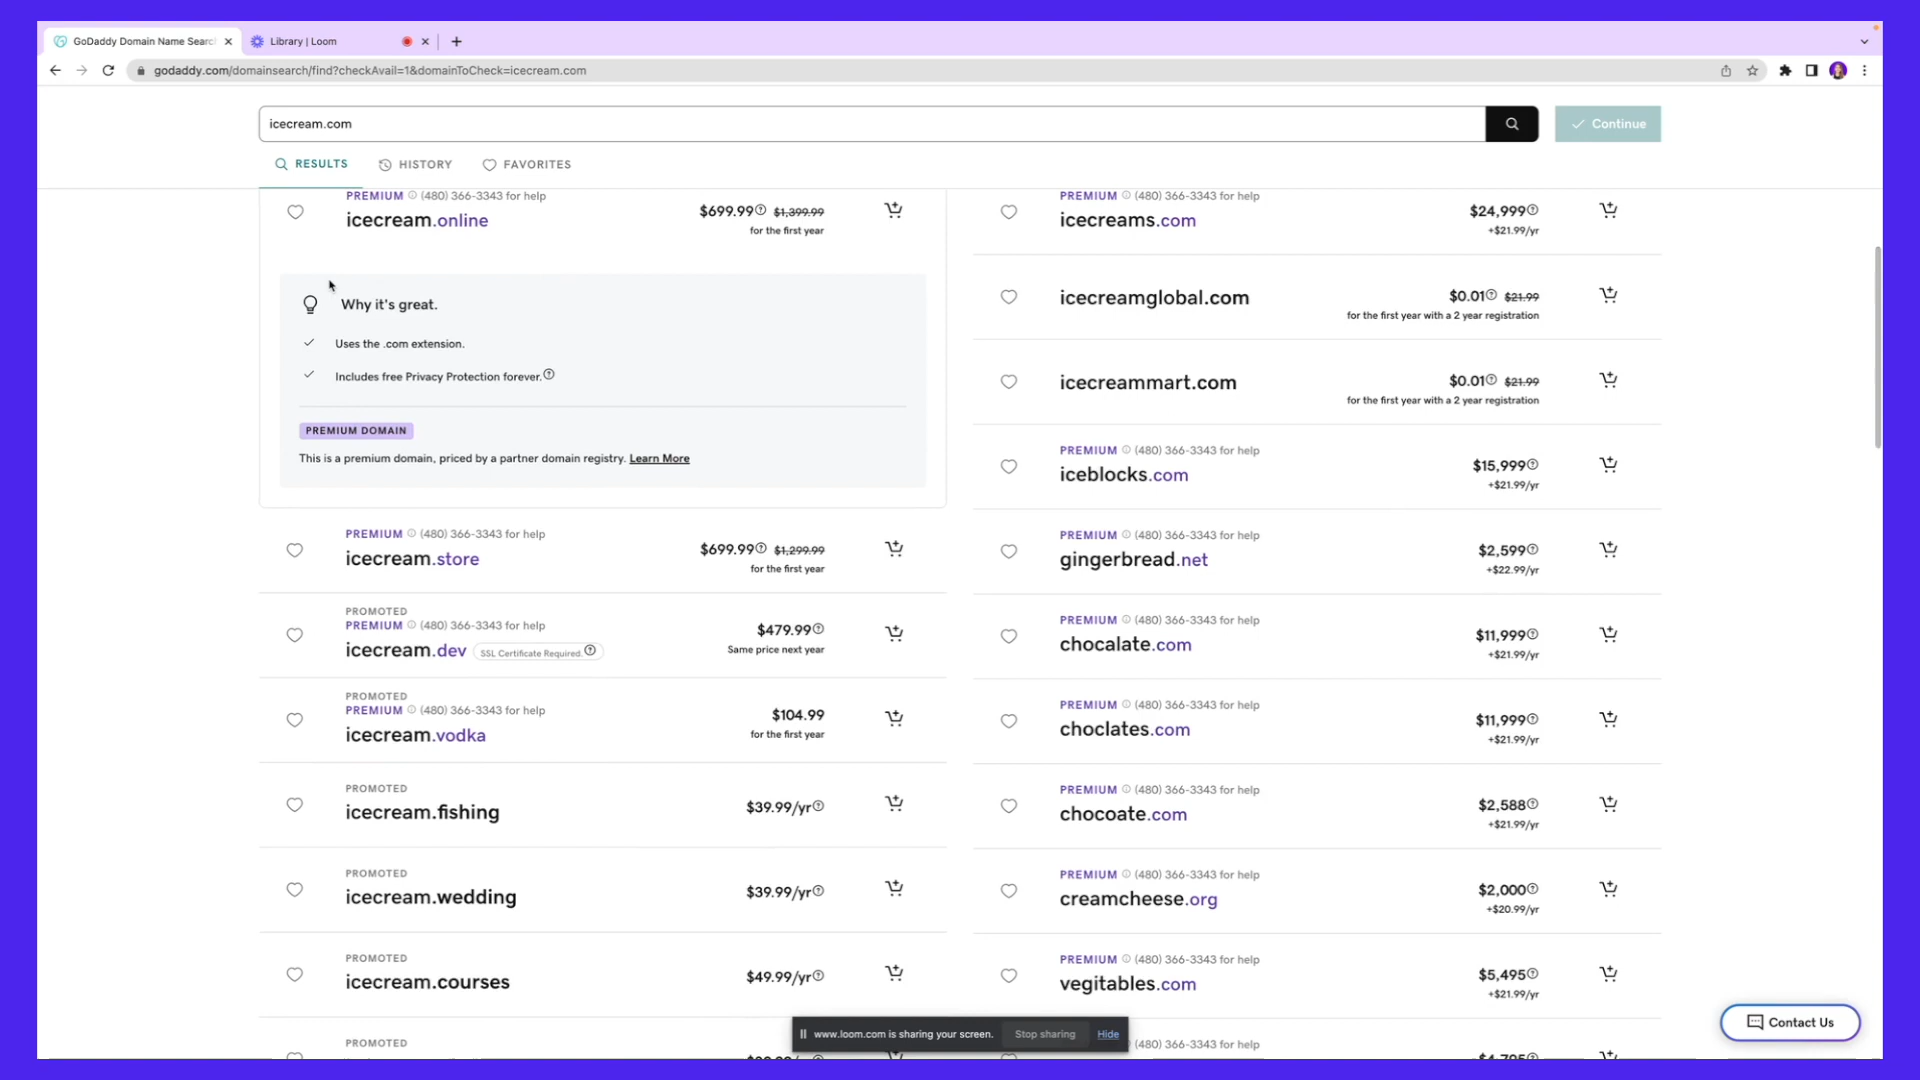 GoDaddy Domain Name Searc
Library | Loom
godaddy.com/domainsearch/find?checkAvail=1&domainToCheck=icecream.com
icecream.com
Continue
RESULTS
HISTORY
FAVORITES
PREMIUM (480) 366-3343 for help
icecream.online
$699.99 $1,399.99
for the first year
Why it's great.
Uses the .com extension.
Includes free Privacy Protection forever.
PREMIUM DOMAIN
This is a premium domain, priced by a partner domain registry. Learn More
PREMIUM (480) 366-3343 for help
icecream.store
$699.99 $1,299.99
for the first year
PROMOTED
PREMIUM (480) 366-3343 for help
icecream.dev SSL Certificate Required.
$479.99
Same price next year
PROMOTED
PREMIUM (480) 366-3343 for help
icecream.vodka
$104.99
for the first year
PROMOTED
icecream.fishing
$39.99/yr
PROMOTED
icecream.wedding
$39.99/yr
PROMOTED
icecream.courses
$49.99/yr
PROMOTED
PREMIUM (480) 366-3343 for help
icecreams.com
$24,999
+$21.99/yr
icecreamglobal.com
$0.01 $21.99
for the first year with a 2 year registration
icecreammart.com
$0.01 $21.99
for the first year with a 2 year registration
PREMIUM (480) 366-3343 for help
iceblocks.com
$15,999
+$21.99/yr
PREMIUM (480) 366-3343 for help
gingerbread.net
$2,599
+$22.99/yr
PREMIUM (480) 366-3343 for help
chocalate.com
$11,999
+$21.99/yr
PREMIUM (480) 366-3343 for help
choclates.com
$11,999
+$21.99/yr
PREMIUM (480) 366-3343 for help
chocoate.com
$2,588
+$21.99/yr
PREMIUM (480) 366-3343 for help
creamcheese.org
$2,000
+$20.99/yr
PREMIUM (480) 366-3343 for help
vegitables.com
$5,495
+$21.99/yr
(480) 366-3343 for help
www.loom.com is sharing your screen.
Stop sharing
Hide
Contact Us